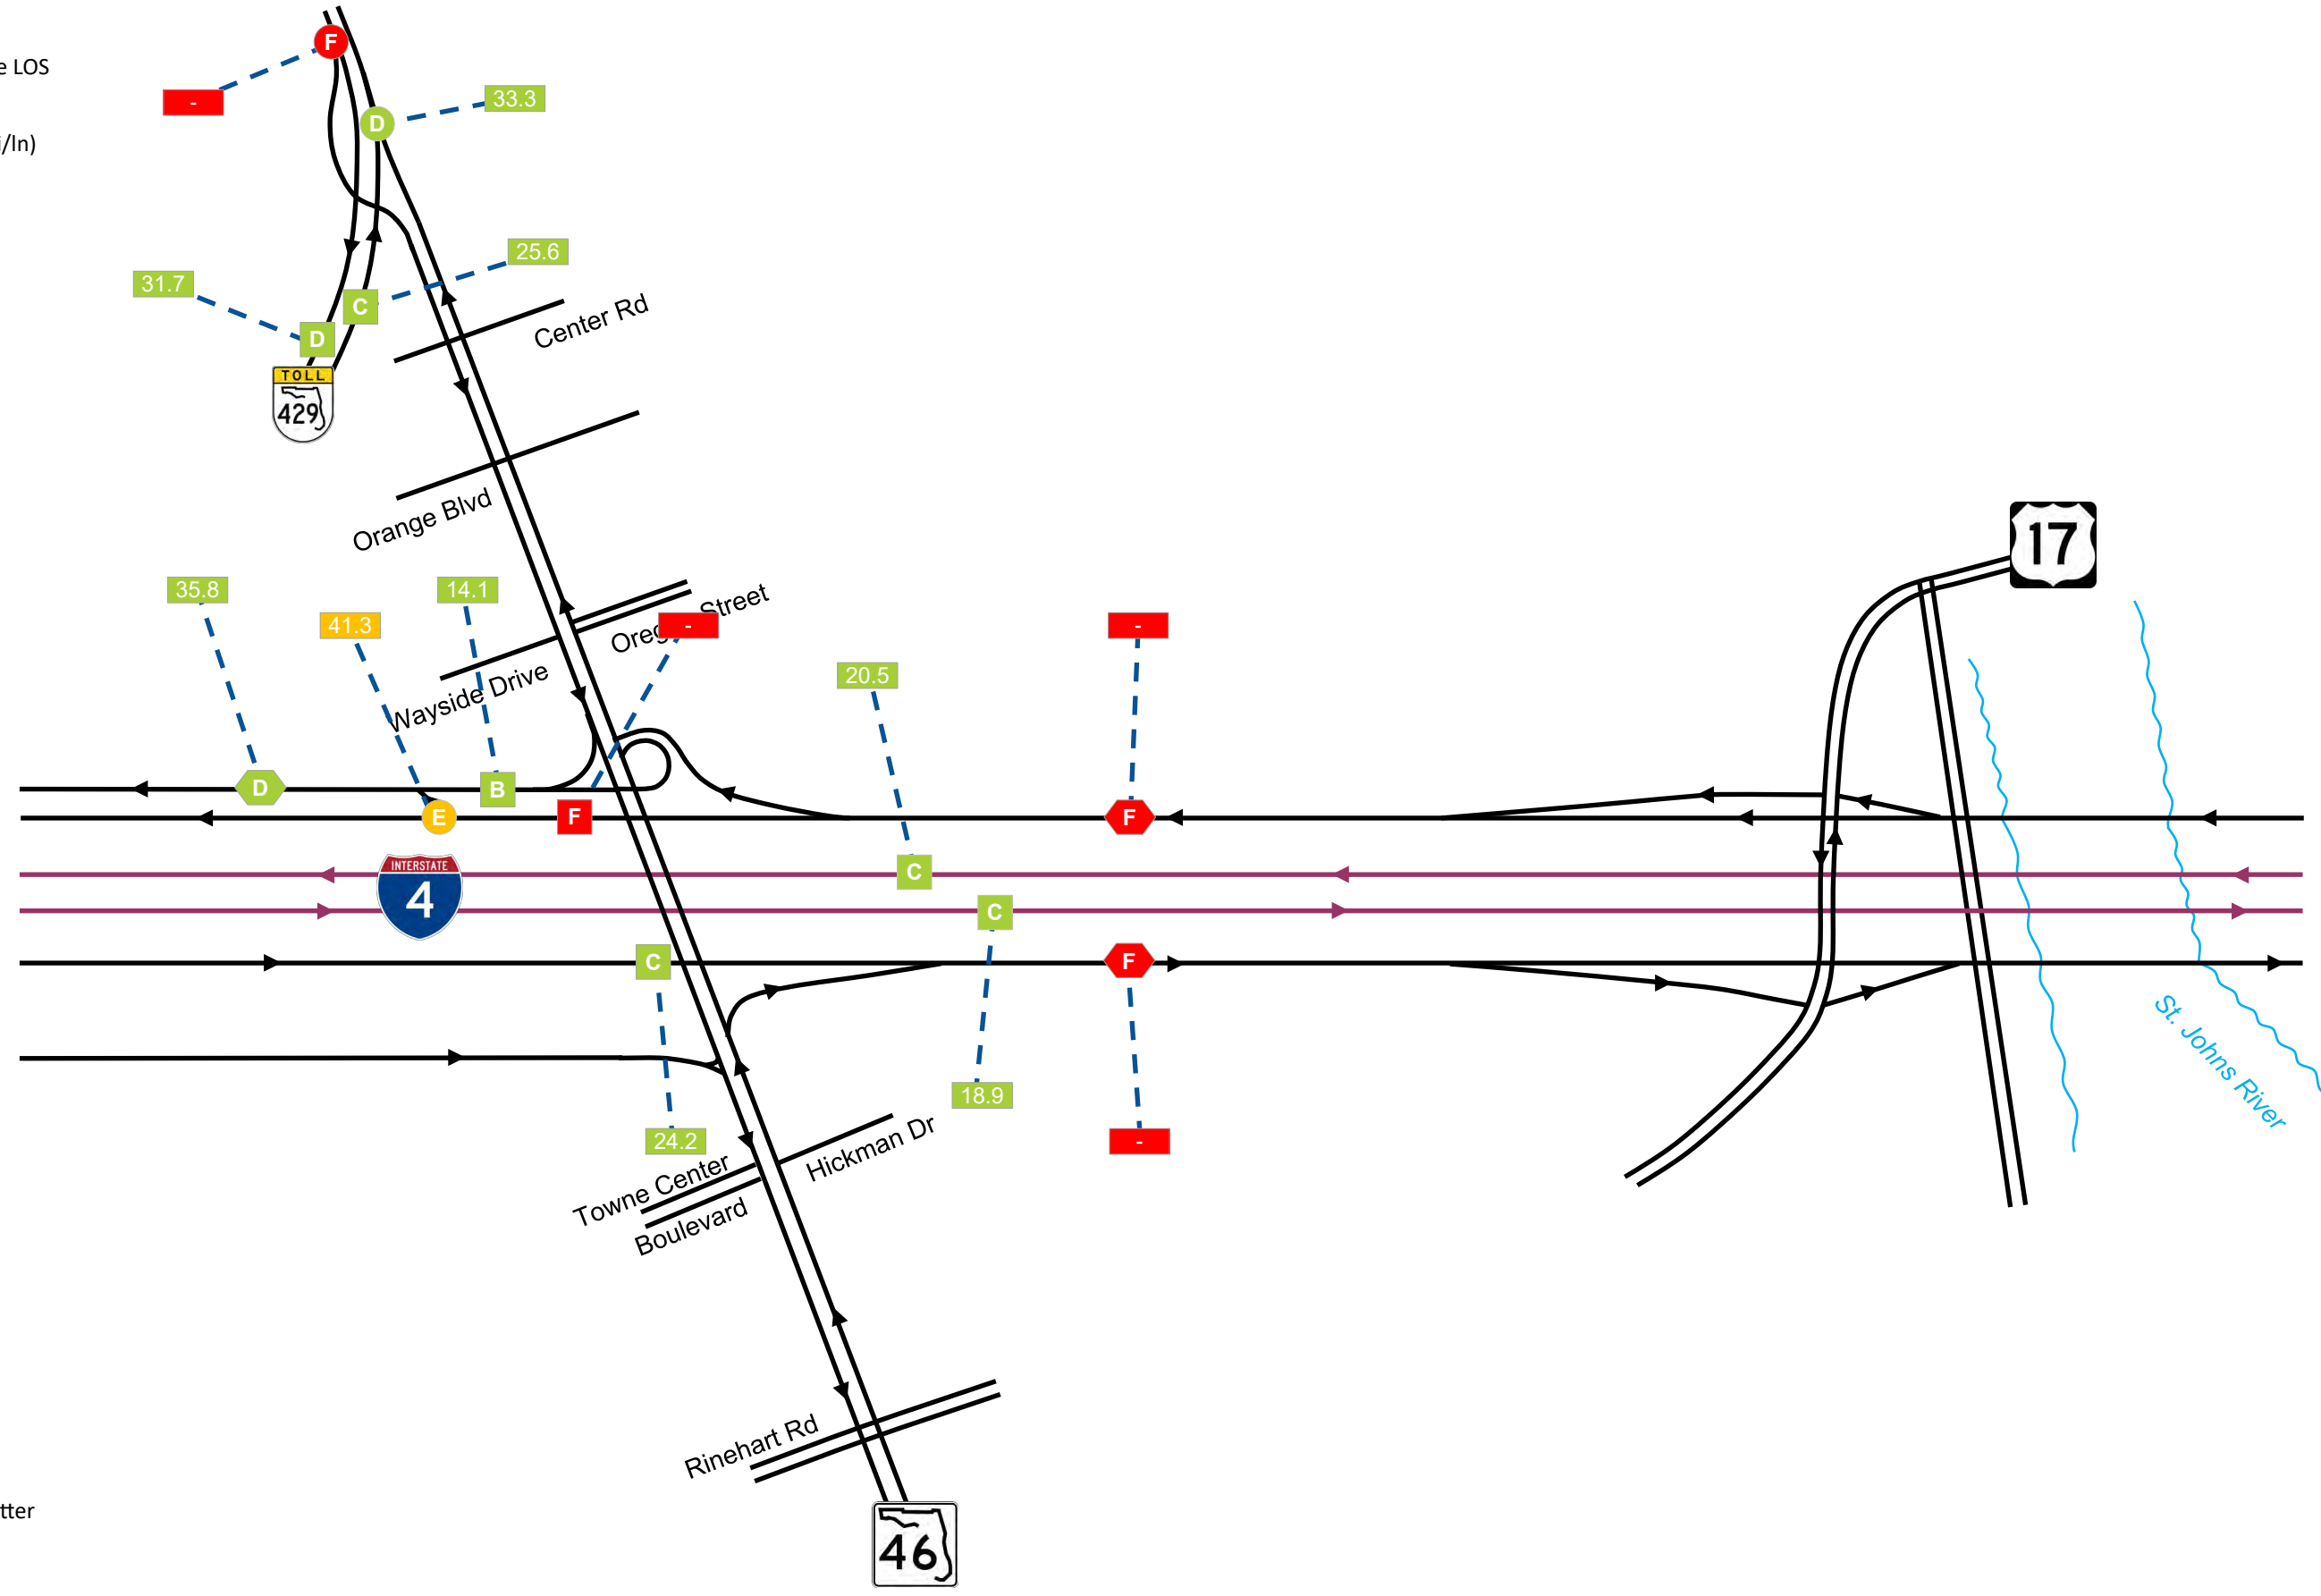 F
e LOS
-
33.3
D
i/ln)
25.6
31.7
C
Center Rd
D
TOLL
429
Orange Blvd
17
35.8
14.1
Street
41.3
-
-
Oreg
20.5
Wayside Drive
D
B
E
F
F
C
INTERSTATE
4
C
C
F
St. Johns River
18.9
24.2
-
Hickman Dr
Towne Center
Boulevard
Rinehart Rd
tter
46